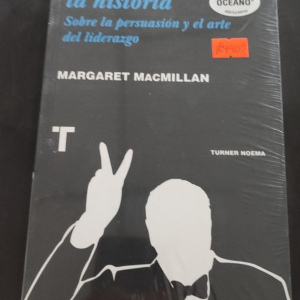 la historia
Sobre la persuasión y el arte
del liderazgo
OCEANO
MARGARET MACMILLAN
T
TURNER NOEMA